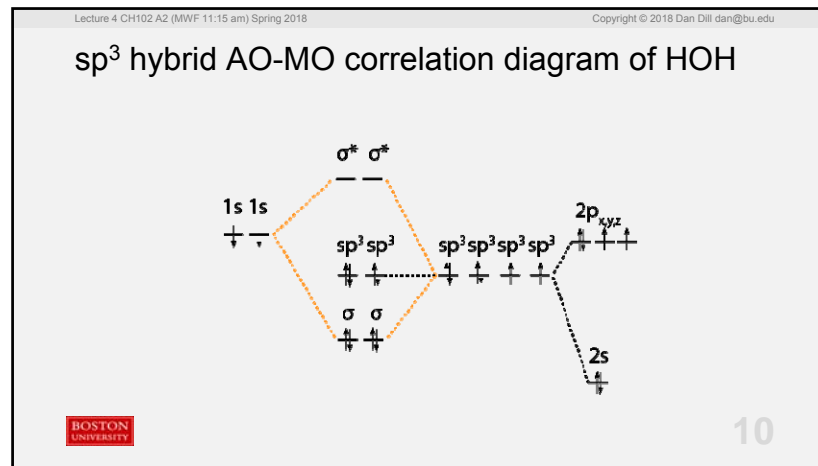 Lecture 4 CH102 A2 (MWF 11:15 am) Spring 2018 Copyright © 2018 Dan Dill dan@bu.edu
sp³ hybrid AO-MO correlation diagram of HOH
σ* σ*
1s 1s
2pₓ,ᵧ,z
sp³ sp³ sp³ sp³ sp³ sp³
σ σ
2s
BOSTON
UNIVERSITY
10